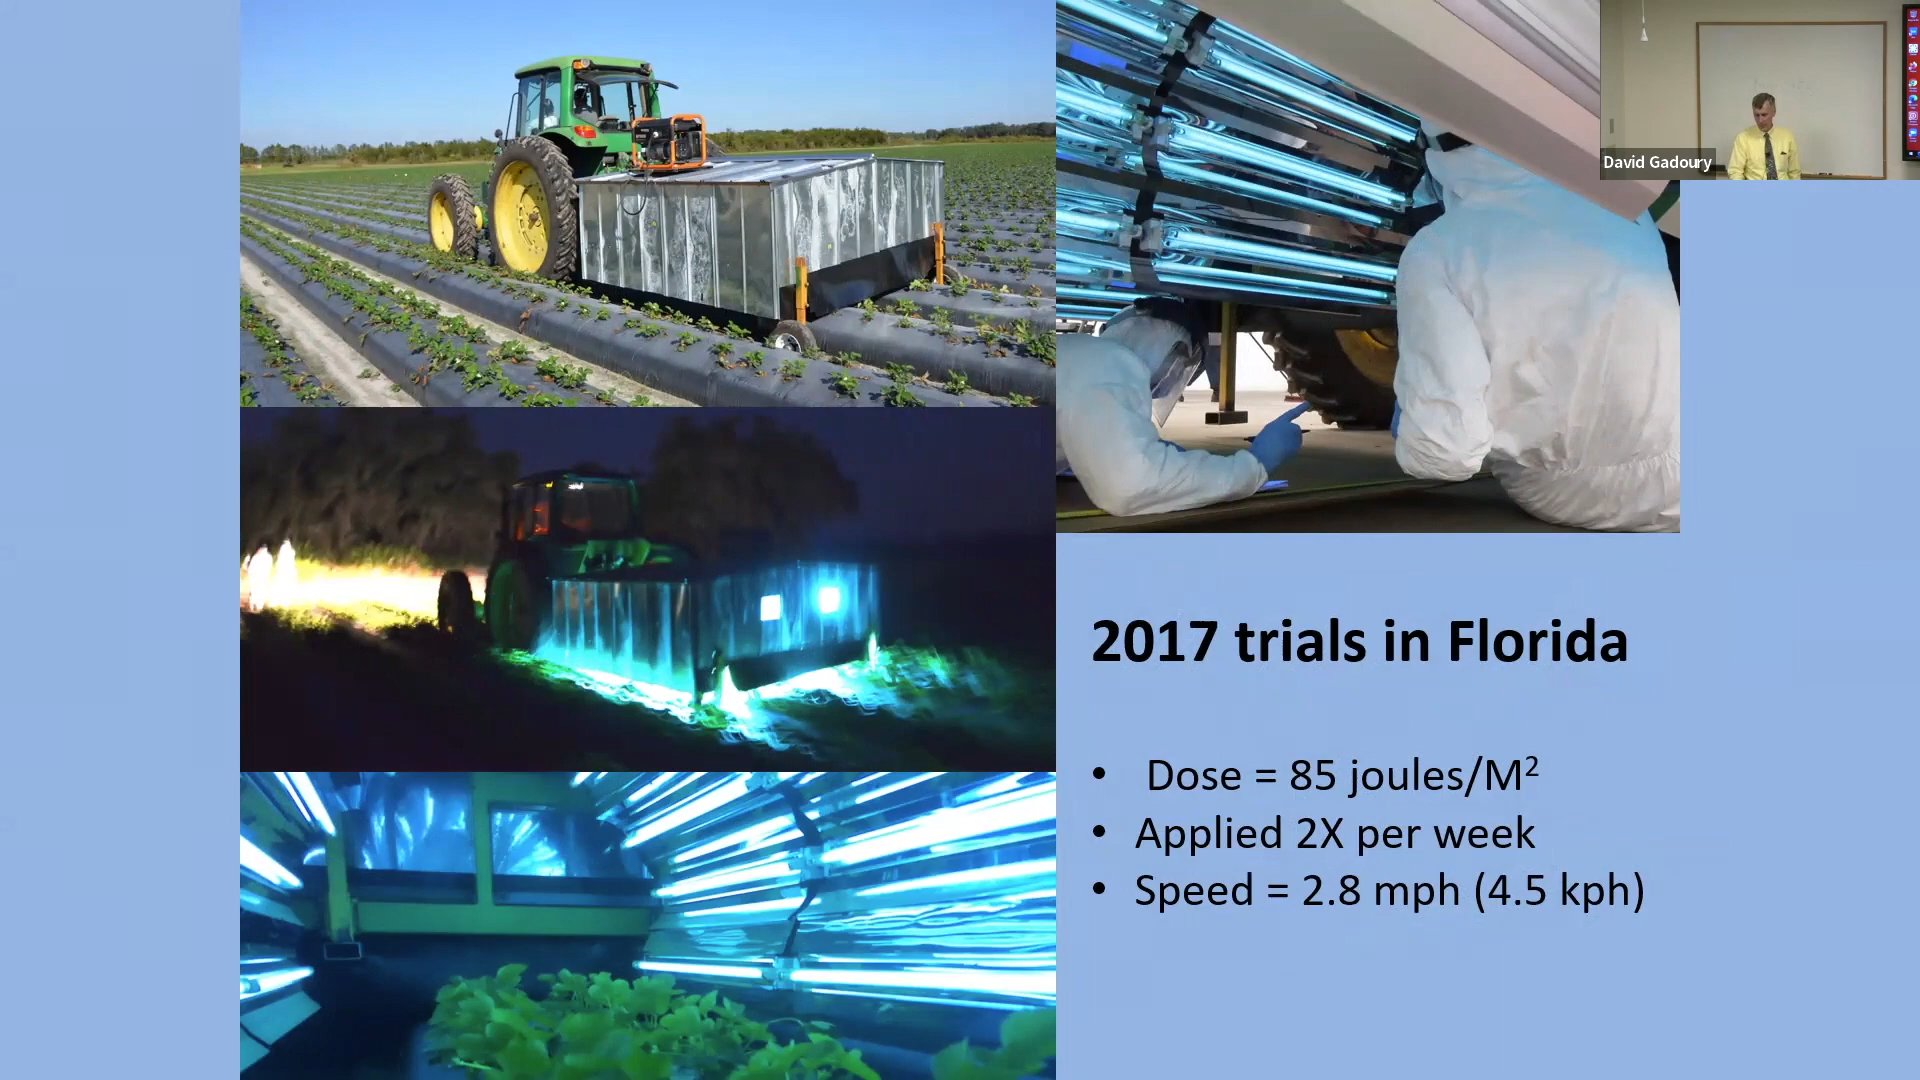 David Gadoury
2017 trials in Florida
• Dose = 85 joules/M²
• Applied 2X per week
• Speed = 2.8 mph (4.5 kph)